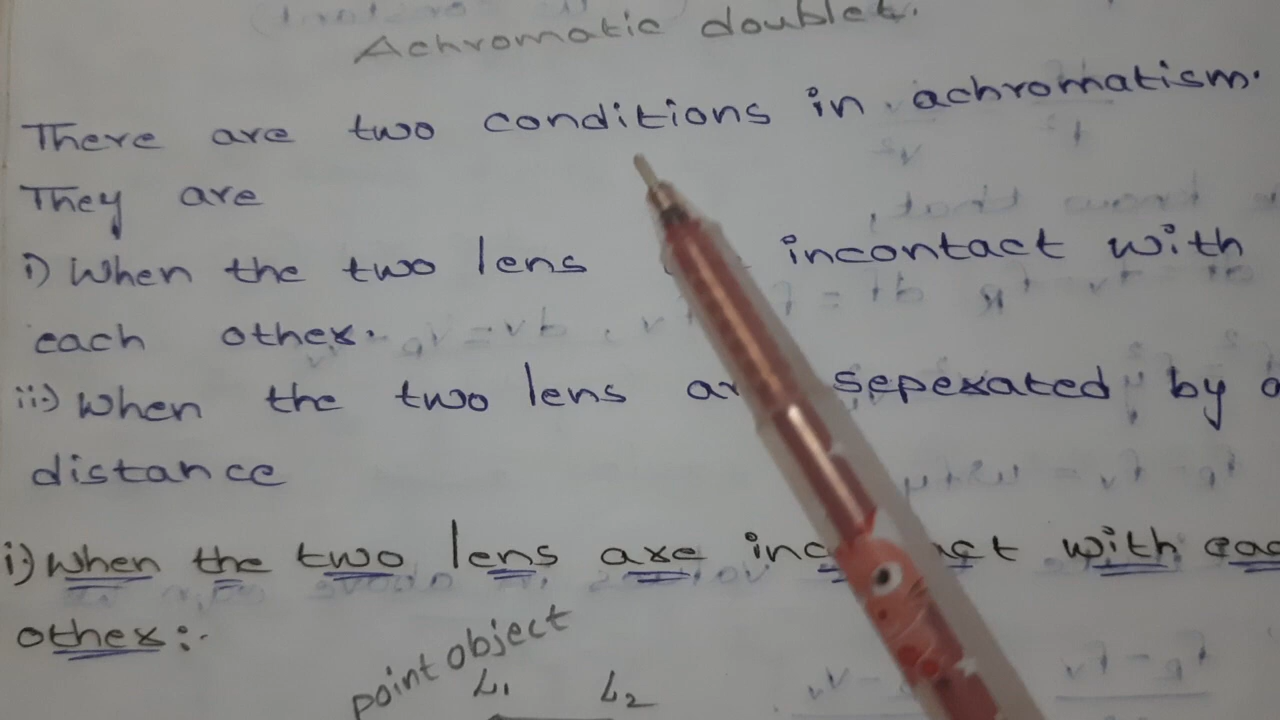 Achromatic doublet.
There are two conditions in achromatism.
They are
i) When the two lens incontact with
each other.
ii) When the two lens seperated by a
distance
i) When the two lens are with
other:-
point object
L1 L2